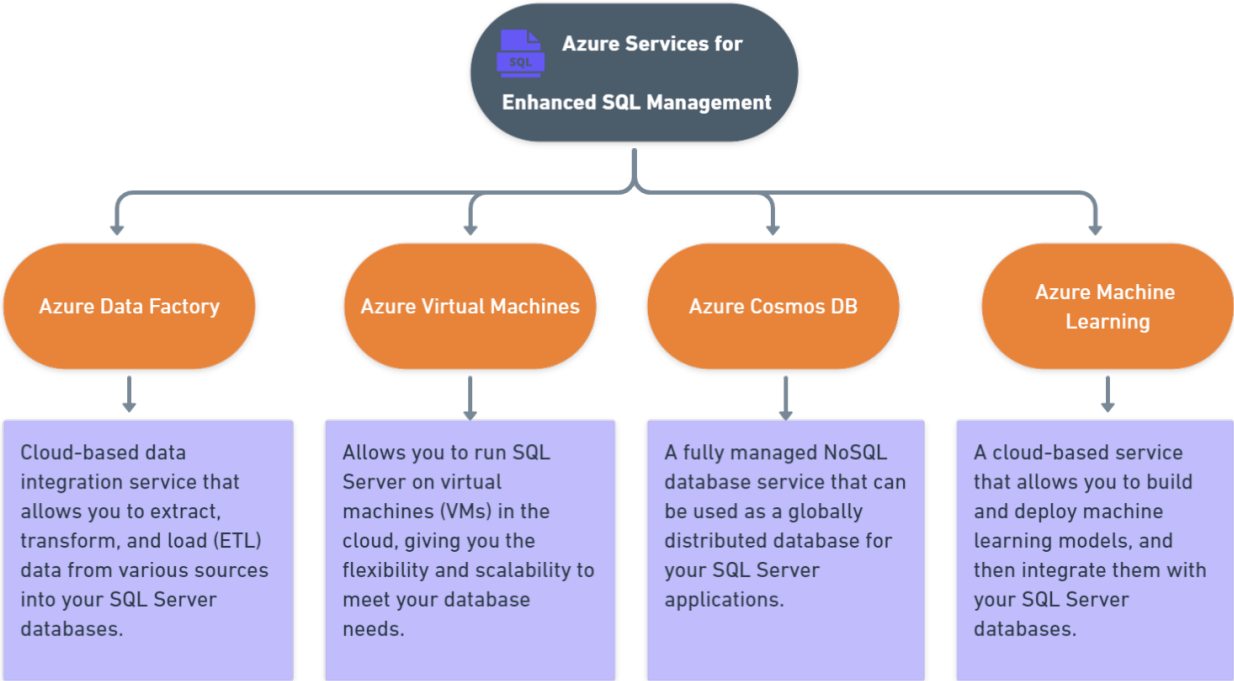 Azure Services for
SQL
Enhanced SQL Management
Azure Data Factory
Azure Virtual Machines
Azure Cosmos DB
Azure Machine
Learning
Cloud-based data
integration service that
allows you to extract,
transform, and load (ETL)
data from various sources
into your SQL Server
databases.
Allows you to run SQL
Server on virtual
machines (VMs) in the
cloud, giving you the
flexibility and scalability to
meet your database
needs.
A fully managed NoSQL
database service that can
be used as a globally
distributed database for
your SQL Server
applications.
A cloud-based service
that allows you to build
and deploy machine
learning models, and
then integrate them with
your SQL Server
databases.